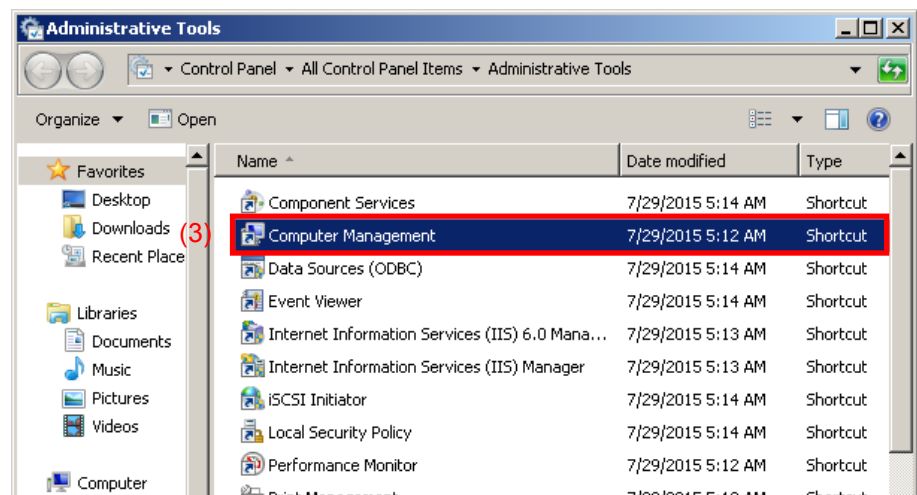 Administrative Tools
Control Panel All Control Panel Items Administrative Tools
Organize Open
Name Date modified Type
Favorites
Desktop
Downloads
Recent Place
Libraries
Documents
Music
Pictures
Videos
Computer
(3)
Component Services 7/29/2015 5:14 AM Shortcut
Computer Management 7/29/2015 5:12 AM Shortcut
Data Sources (ODBC) 7/29/2015 5:14 AM Shortcut
Event Viewer 7/29/2015 5:14 AM Shortcut
Internet Information Services (IIS) 6.0 Mana... 7/29/2015 5:13 AM Shortcut
Internet Information Services (IIS) Manager 7/29/2015 5:13 AM Shortcut
iSCSI Initiator 7/29/2015 5:14 AM Shortcut
Local Security Policy 7/29/2015 5:14 AM Shortcut
Performance Monitor 7/29/2015 5:12 AM Shortcut